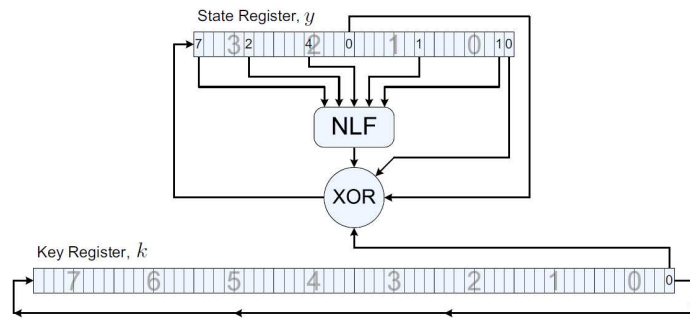 State Register, y
7 3 2 2 4 0 1 1 0 1 0
NLF
XOR
Key Register, k
7 6 5 4 3 2 1 0 0